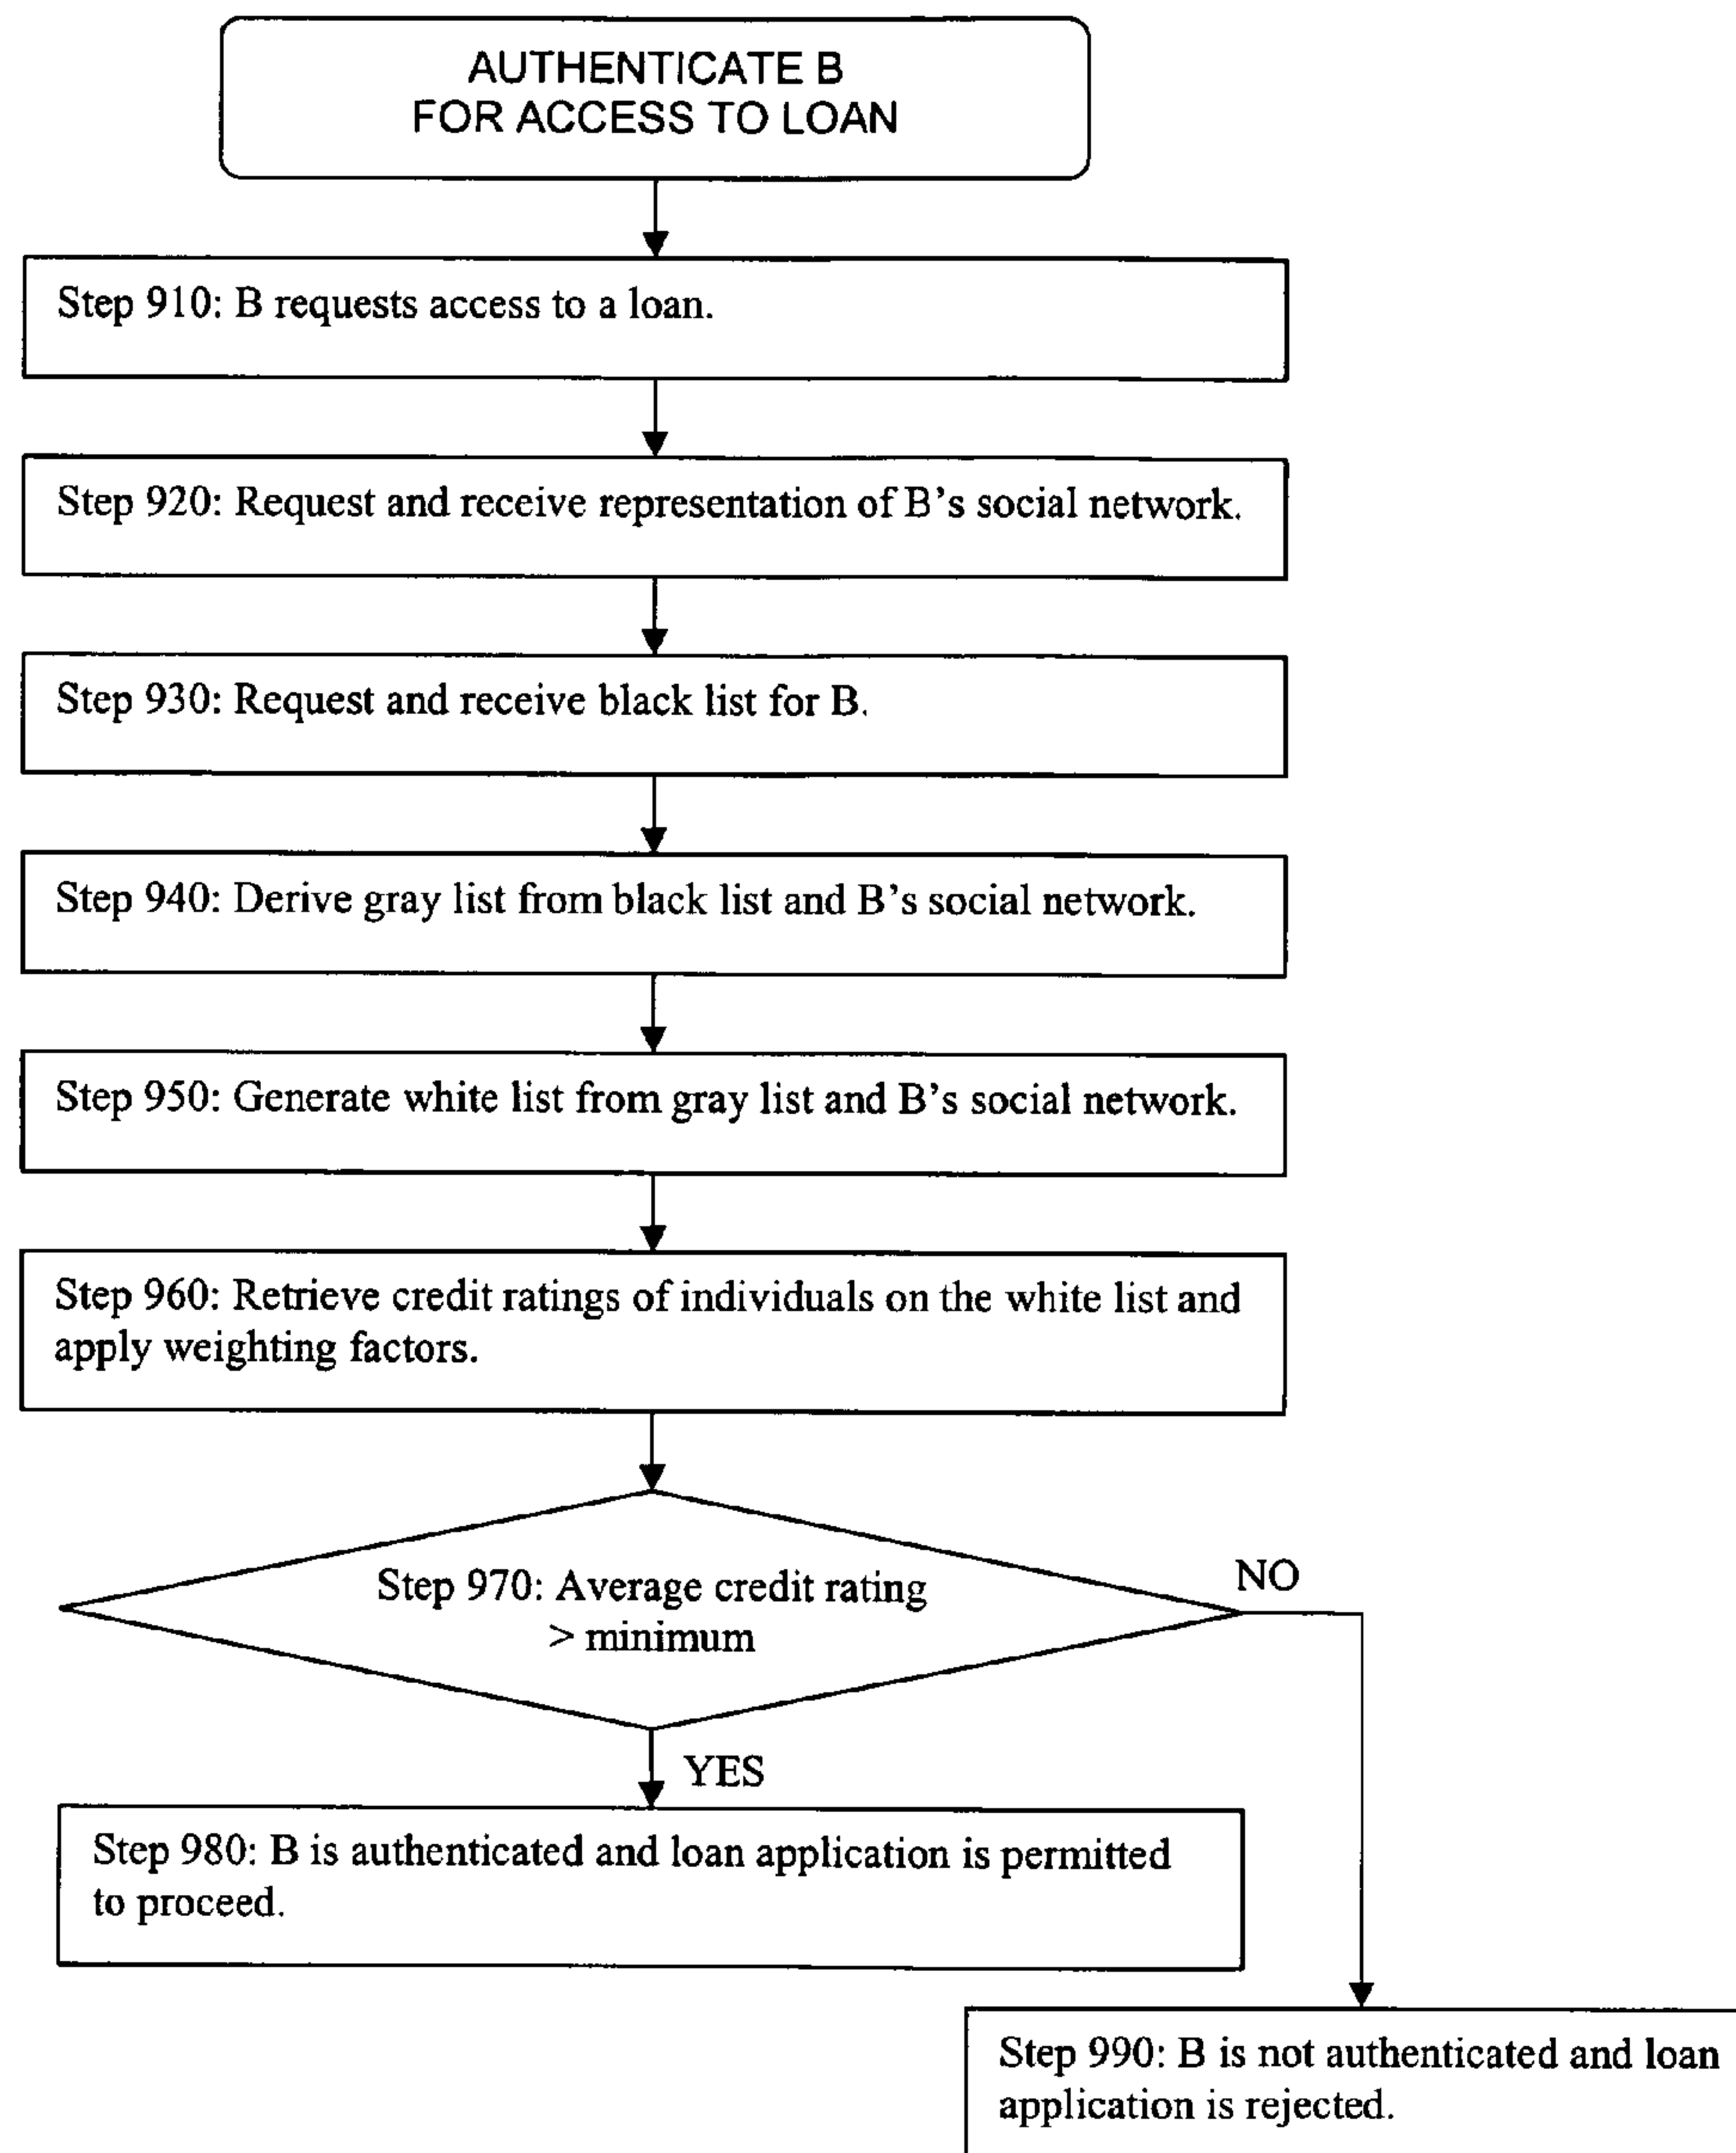 AUTHENTICATE B
FOR ACCESS TO LOAN
Step 910: B requests access to a loan.
Step 920: Request and receive representation of B's social network.
Step 930: Request and receive black list for B.
Step 940: Derive gray list from black list and B's social network.
Step 950: Generate white list from gray list and B's social network.
Step 960: Retrieve credit ratings of individuals on the white list and
apply weighting factors.
Step 970: Average credit rating
> minimum
NO
YES
Step 980: B is authenticated and loan application is permitted
to proceed.
Step 990: B is not authenticated and loan
application is rejected.